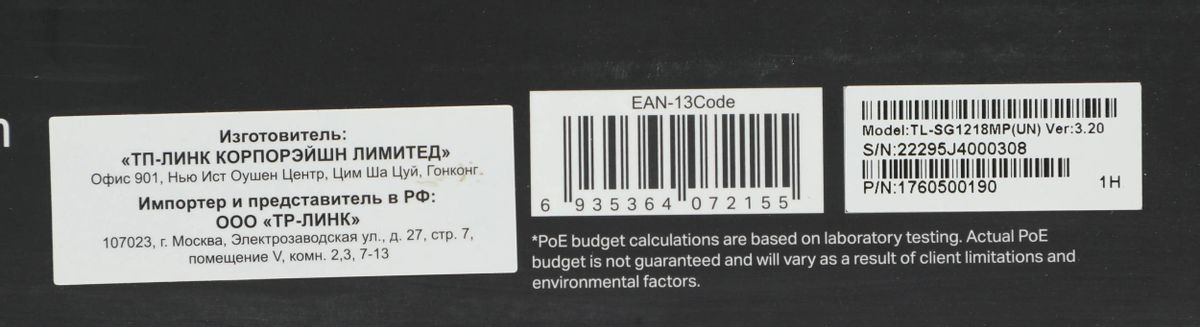 Изготовитель:
«ТП-ЛИНК КОРПОРЭЙШН ЛИМИТЕД»
Офис 901, Нью Ист Оушен Центр, Цим Ша Цуй, Гонконг
Импортер и представитель в РФ:
ООО «ТР-ЛИНК»
107023, г. Москва, Электрозаводская ул., д. 27, стр. 7,
помещение V, комн. 2,3, 7-13
EAN-13Code
6 935364 072155
*PoE budget calculations are based on laboratory testing. Actual PoE
budget is not guaranteed and will vary as a result of client limitations and
environmental factors.
Model:TL-SG1218MP(UN) Ver:3.20
S/N:22295J4000308
P/N:1760500190 1H